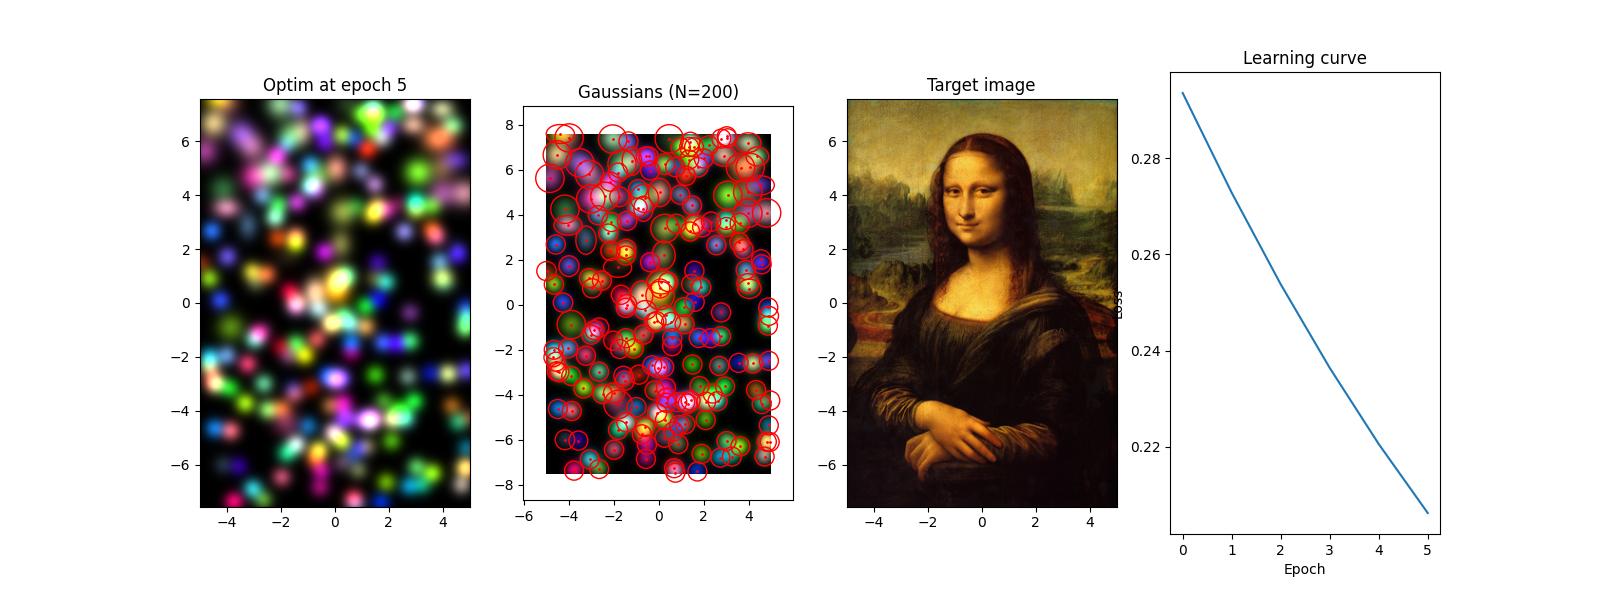 Optim at epoch 5
6
4
2
0
−2
−4
−6
−4 −2 0 2 4
Gaussians (N=200)
8
6
4
2
0
−2
−4
−6
−8
−6 −4 −2 0 2 4 6
Target image
6
4
2
0
−2
−4
−6
−4 −2 0 2 4
Learning curve
Loss
0.28
0.26
0.24
0.22
0 1 2 3 4 5
Epoch